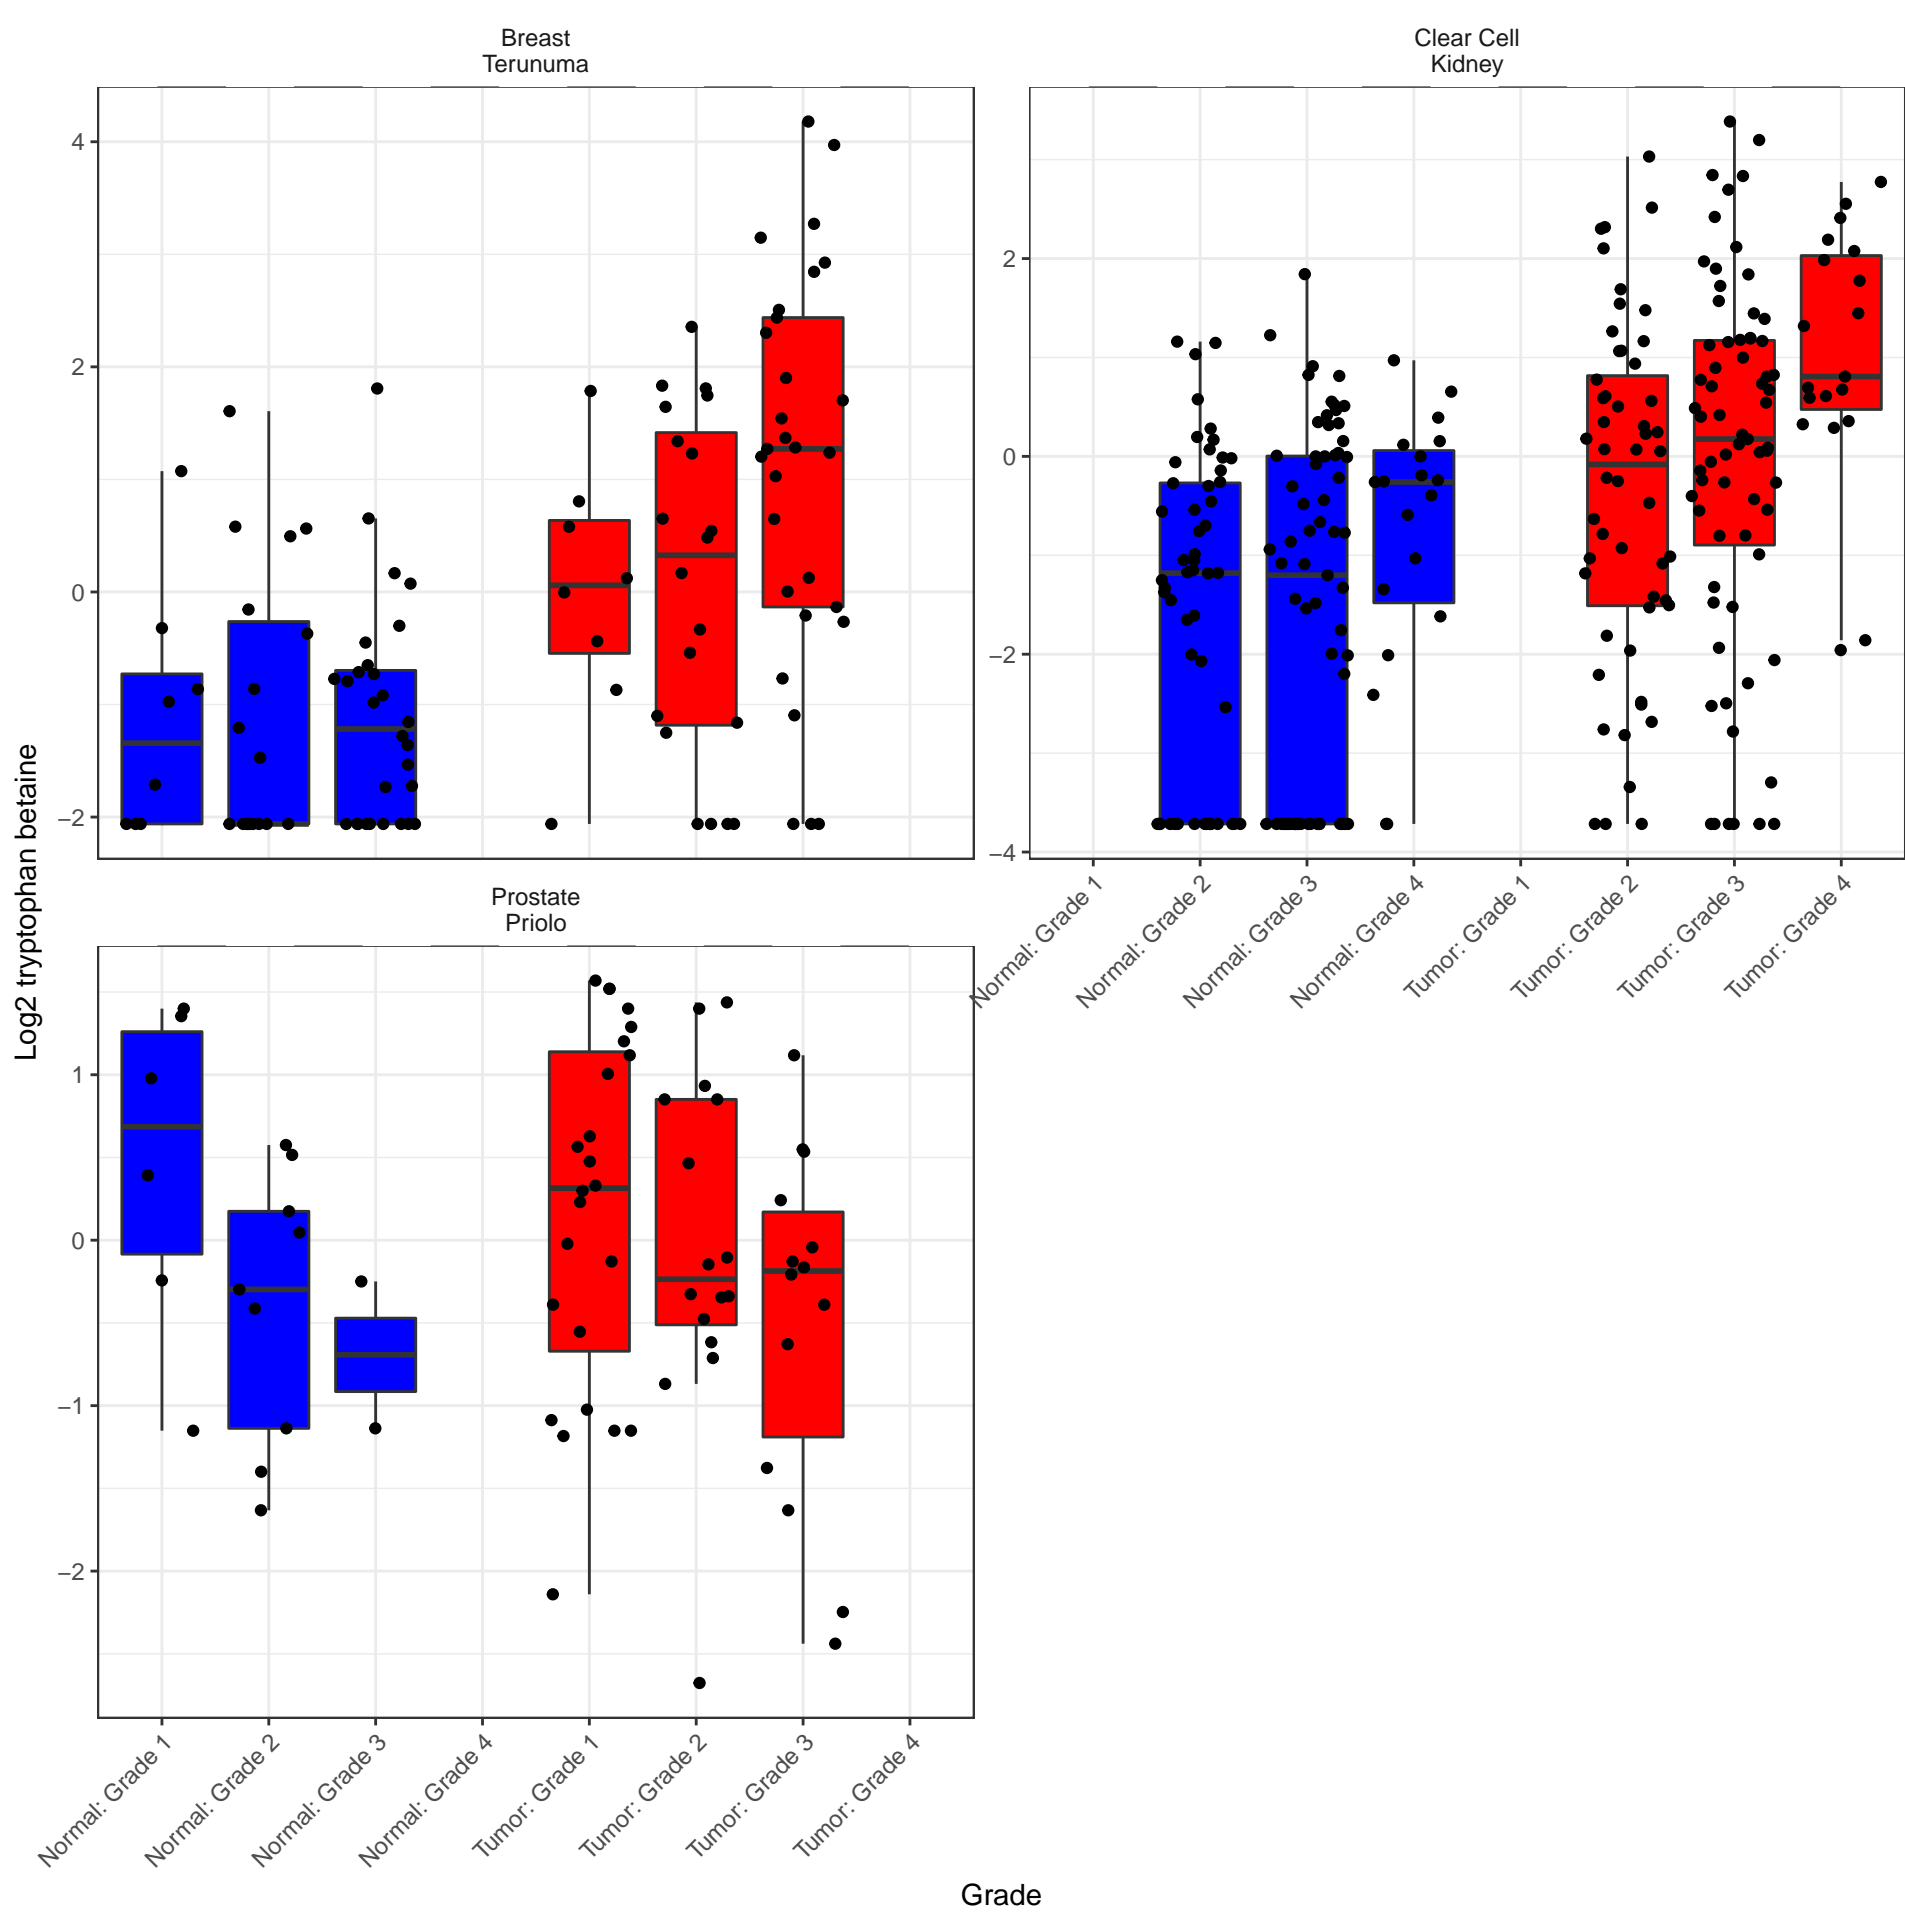 Breast
Terunuma
4
2
0
−2
Clear Cell
Kidney
2
0
−2
−4
Normal: Grade 1
Normal: Grade 2
Normal: Grade 3
Normal: Grade 4
Tumor: Grade 1
Tumor: Grade 2
Tumor: Grade 3
Tumor: Grade 4
Log2 tryptophan betaine
Prostate
Priolo
1
0
−1
−2
Normal: Grade 1
Normal: Grade 2
Normal: Grade 3
Normal: Grade 4
Tumor: Grade 1
Tumor: Grade 2
Tumor: Grade 3
Tumor: Grade 4
Grade